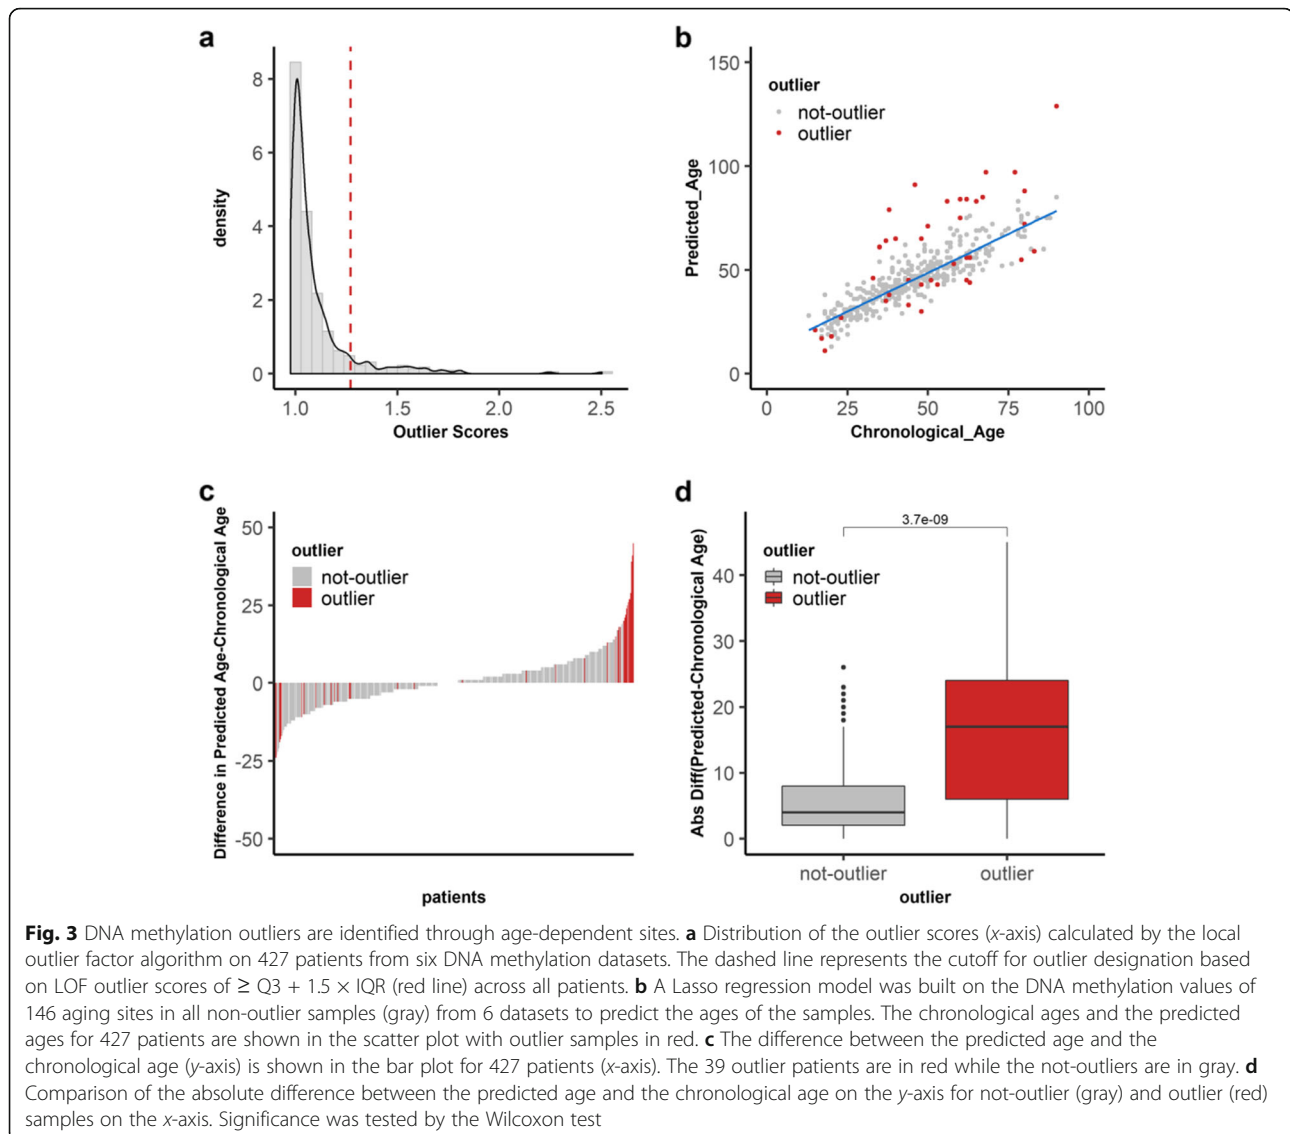 a
density
8
6
4
2
0
1.0 1.5 2.0 2.5
Outlier Scores
b
Predicted_Age
150
100
50
0
outlier
not-outlier
outlier
0 25 50 75 100
Chronological_Age
c
Difference in Predicted Age-Chronological Age
50
25
0
-25
-50
outlier
not-outlier
outlier
patients
d
Abs Diff(Predicted-Chronological Age)
40
30
20
10
0
3.7e-09
outlier
not-outlier
outlier
not-outlier outlier
outlier
Fig. 3 DNA methylation outliers are identified through age-dependent sites. a Distribution of the outlier scores (x-axis) calculated by the local
outlier factor algorithm on 427 patients from six DNA methylation datasets. The dashed line represents the cutoff for outlier designation based
on LOF outlier scores of ≥ Q3 + 1.5 × IQR (red line) across all patients. b A Lasso regression model was built on the DNA methylation values of
146 aging sites in all non-outlier samples (gray) from 6 datasets to predict the ages of the samples. The chronological ages and the predicted
ages for 427 patients are shown in the scatter plot with outlier samples in red. c The difference between the predicted age and the
chronological age (y-axis) is shown in the bar plot for 427 patients (x-axis). The 39 outlier patients are in red while the not-outliers are in gray. d
Comparison of the absolute difference between the predicted age and the chronological age on the y-axis for not-outlier (gray) and outlier (red)
samples on the x-axis. Significance was tested by the Wilcoxon test